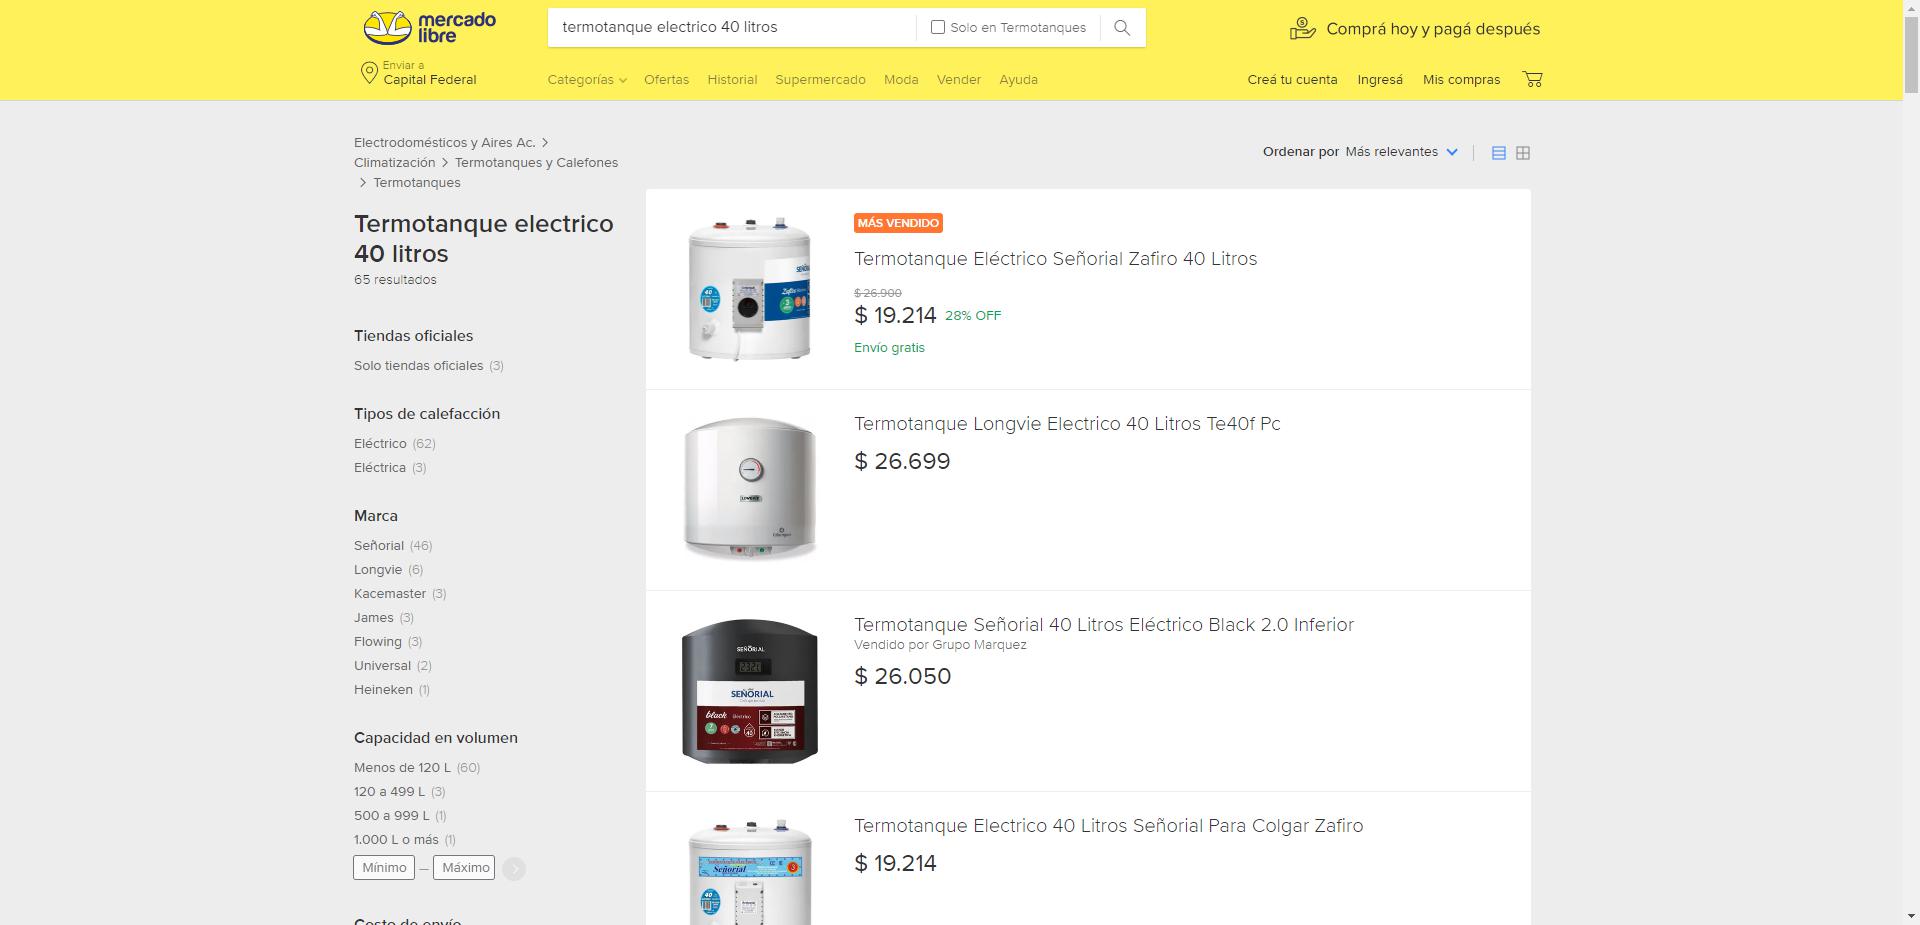 mercado
libre
termotanque electrico 40 litros
Solo en Termotanques
Comprá hoy y pagá después
Enviar a
Capital Federal
Categorías
Ofertas
Historial
Supermercado
Moda
Vender
Ayuda
Creá tu cuenta
Ingresá
Mis compras
Electrodomésticos y Aires Ac.
Climatización
Termotanques y Calefones
Termotanques
Ordenar por Más relevantes
Termotanque electrico
40 litros
65 resultados
Tiendas oficiales
Solo tiendas oficiales (3)
Tipos de calefacción
Eléctrico (62)
Eléctrica (3)
Marca
Señorial (46)
Longvie (6)
Kacemaster (3)
James (3)
Flowing (3)
Universal (2)
Heineken (1)
Capacidad en volumen
Menos de 120 L (60)
120 a 499 L (3)
500 a 999 L (1)
1.000 L o más (1)
Mínimo — Máximo
Costo de envío
MÁS VENDIDO
Termotanque Eléctrico Señorial Zafiro 40 Litros
$ 26.900
$ 19.214 28% OFF
Envío gratis
Termotanque Longvie Electrico 40 Litros Te40f Pc
$ 26.699
LONGVIE
Termotanque Señorial 40 Litros Eléctrico Black 2.0 Inferior
Vendido por Grupo Marquez
$ 26.050
SEÑORIAL
SEÑORIAL
black Eléctrico
Termotanque Electrico 40 Litros Señorial Para Colgar Zafiro
$ 19.214
Señorial
40